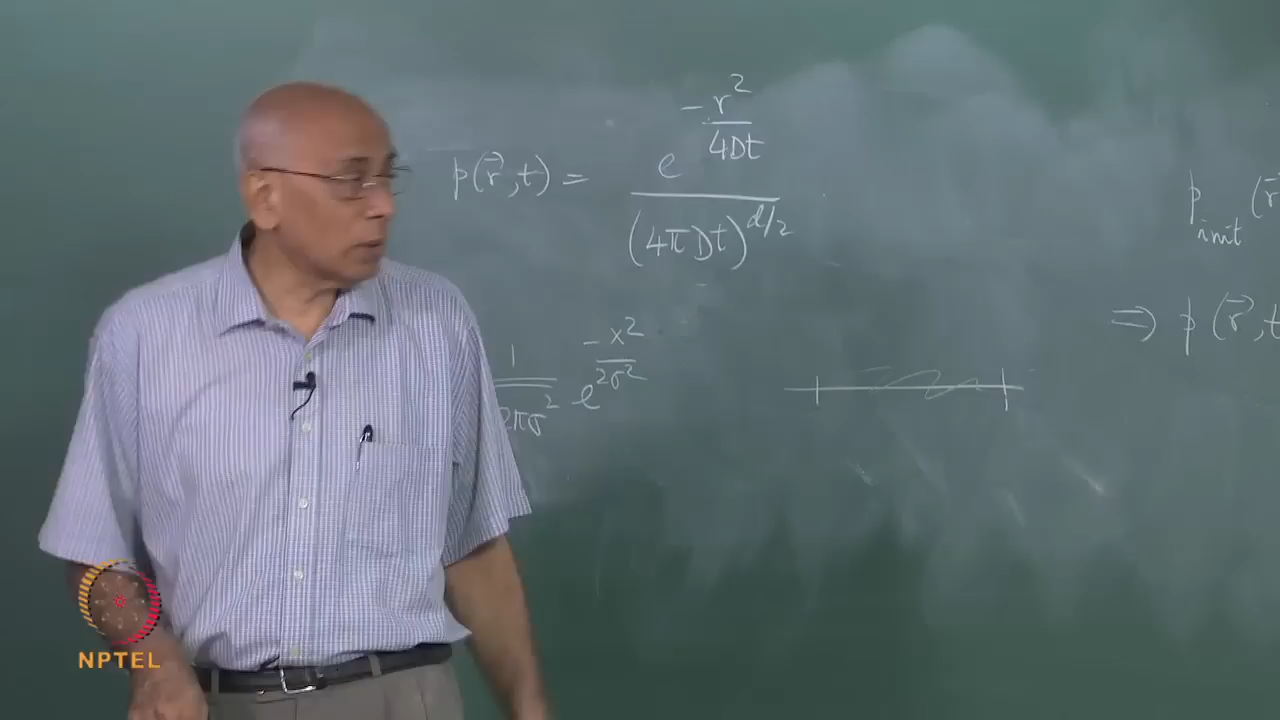 p(r⃗,t) = e^{-r²/4Dt} / (4πDt)^{d/2}
1 / 2πσ² e^{-x²/2σ²}
p_init (r⃗
⇒ p (r⃗, t
NPTEL